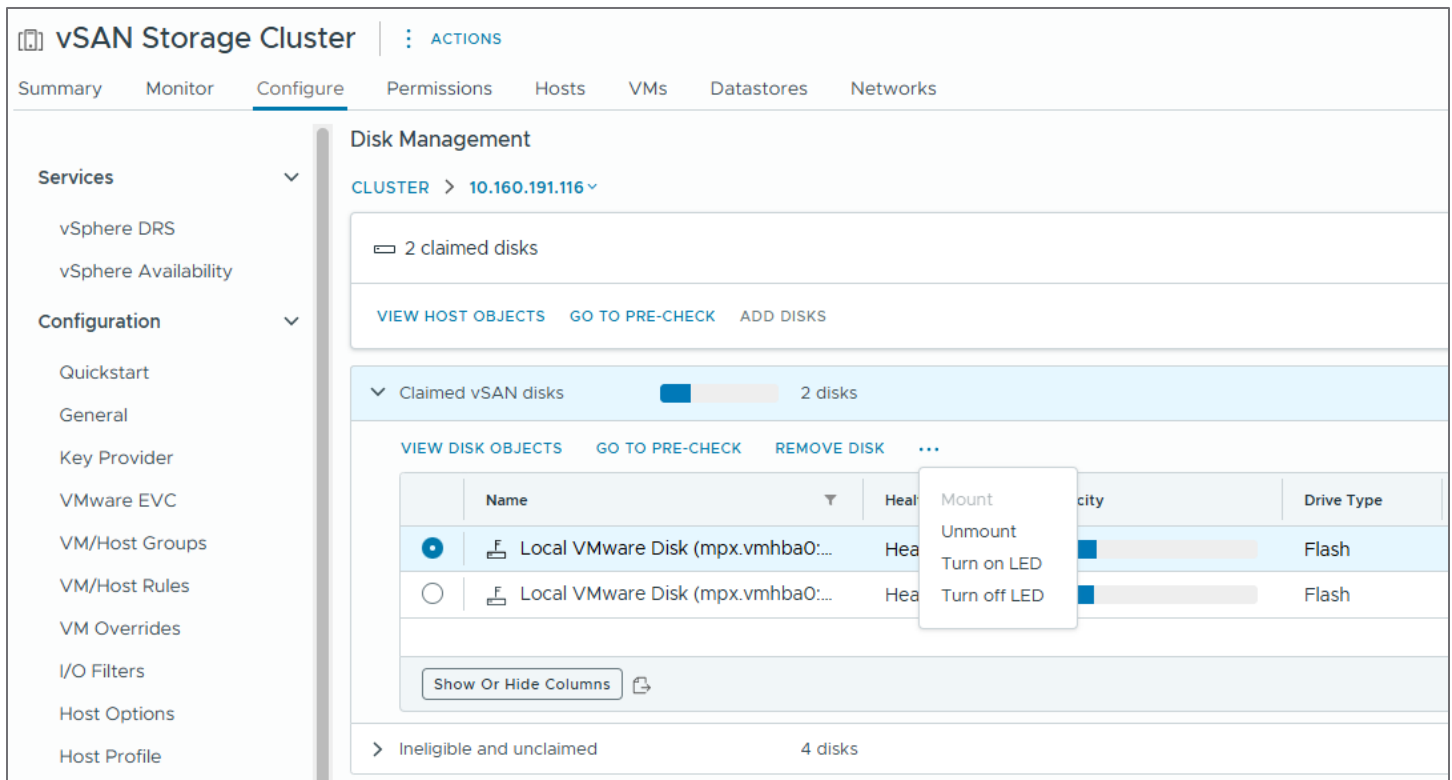 vSAN Storage Cluster ACTIONS
Summary Monitor Configure Permissions Hosts VMs Datastores Networks
Services
vSphere DRS
vSphere Availability
Configuration
Quickstart
General
Key Provider
VMware EVC
VM/Host Groups
VM/Host Rules
VM Overrides
I/O Filters
Host Options
Host Profile
Disk Management
CLUSTER > 10.160.191.116
2 claimed disks
VIEW HOST OBJECTS GO TO PRE-CHECK ADD DISKS
Claimed vSAN disks 2 disks
VIEW DISK OBJECTS GO TO PRE-CHECK REMOVE DISK ...
Name Heal city Drive Type
Local VMware Disk (mpx.vmhba0:... Hea Flash
Local VMware Disk (mpx.vmhba0:... Hea Flash
Mount
Unmount
Turn on LED
Turn off LED
Show Or Hide Columns
Ineligible and unclaimed 4 disks